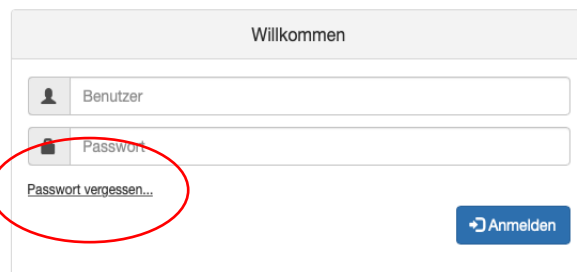 Willkommen
Benutzer
Passwort
Passwort vergessen...
Anmelden